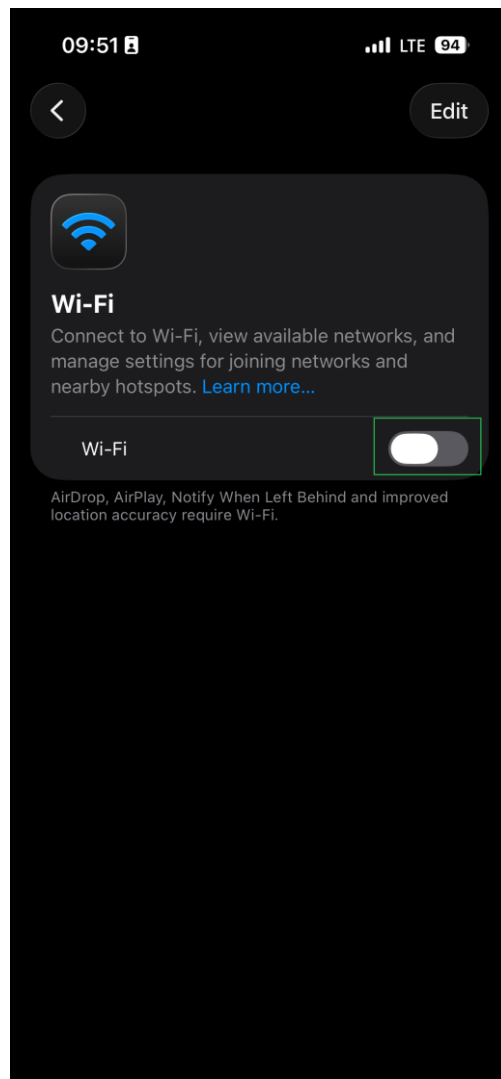 09:51
LTE 94
Edit
Wi-Fi
Connect to Wi-Fi, view available networks, and
manage settings for joining networks and
nearby hotspots. Learn more...
Wi-Fi
AirDrop, AirPlay, Notify When Left Behind and improved
location accuracy require Wi-Fi.